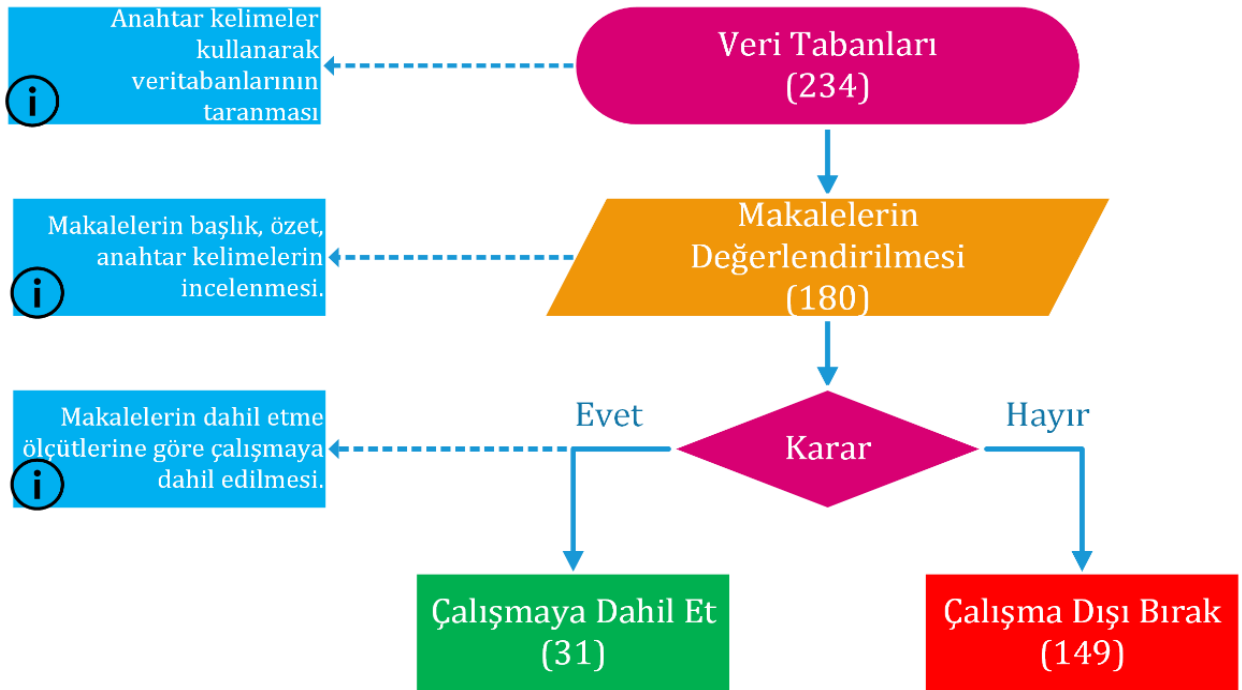 Anahtar kelimeler
kullanarak
veritabanlarının
taranması
i
Veri Tabanları
(234)
Makalelerin başlık, özet,
anahtar kelimelerin
incelenmesi.
i
Makalelerin
Değerlendirilmesi
(180)
Makalelerin dahil etme
ölçütlerine göre çalışmaya
dahil edilmesi.
i
Evet
Karar
Hayır
Çalışmaya Dahil Et
(31)
Çalışma Dışı Bırak
(149)